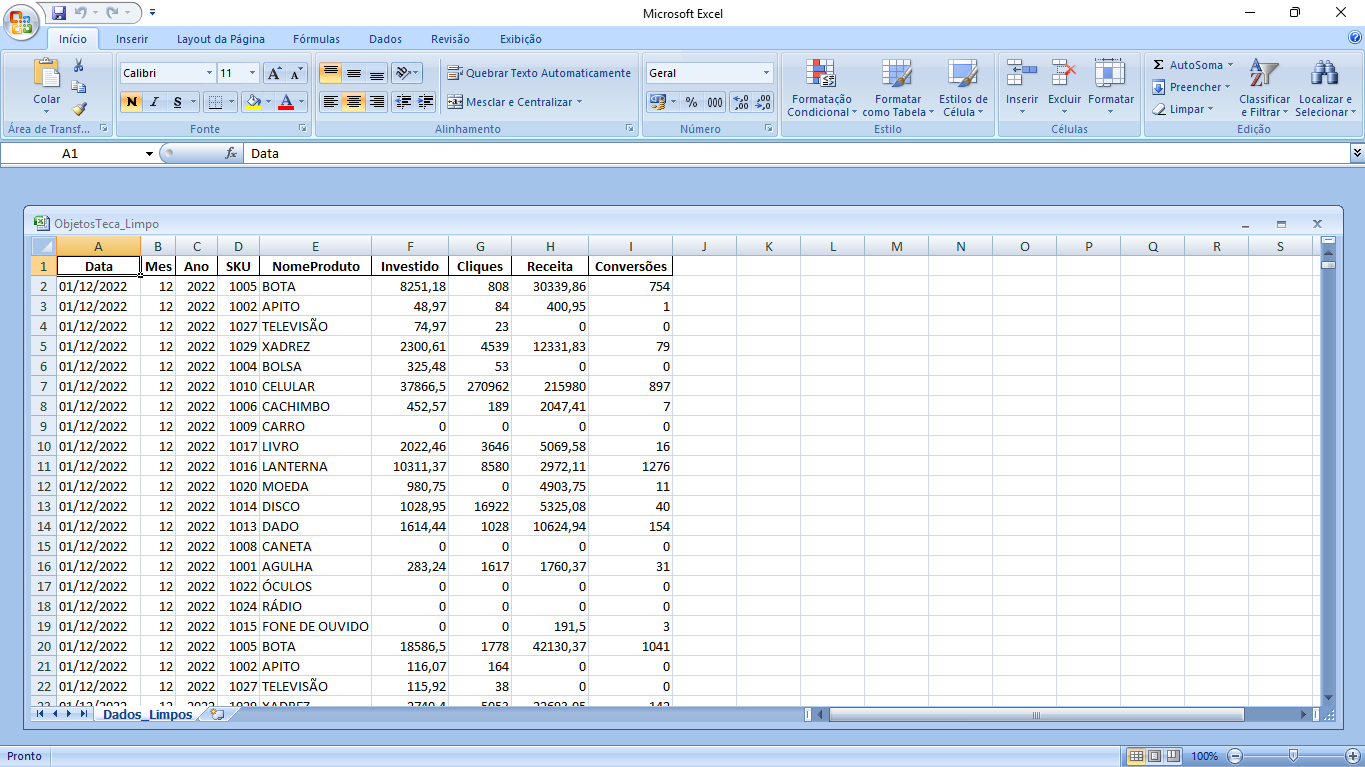 Microsoft Excel
Início Inserir Layout da Página Fórmulas Dados Revisão Exibição
Colar
Área de Transf...
Calibri 11
N I S
Fonte
Quebrar Texto Automaticamente
Mesclar e Centralizar
Alinhamento
Geral
% 000
Número
Formatação Condicional
Formatar como Tabela
Estilos de Célula
Estilo
Inserir Excluir Formatar
Células
Σ AutoSoma
Preencher
Limpar
Classificar e Filtrar
Localizar e Selecionar
Edição
A1 fx Data
ObjetosTeca_Limpo
A B C D E F G H I J K L M N O P Q R S
1 Data Mes Ano SKU NomeProduto Investido Cliques Receita Conversões
2 01/12/2022 12 2022 1005 BOTA 8251,18 808 30339,86 754
3 01/12/2022 12 2022 1002 APITO 48,97 84 400,95 1
4 01/12/2022 12 2022 1027 TELEVISÃO 74,97 23 0 0
5 01/12/2022 12 2022 1029 XADREZ 2300,61 4539 12331,83 79
6 01/12/2022 12 2022 1004 BOLSA 325,48 53 0 0
7 01/12/2022 12 2022 1010 CELULAR 37866,5 270962 215980 897
8 01/12/2022 12 2022 1006 CACHIMBO 452,57 189 2047,41 7
9 01/12/2022 12 2022 1009 CARRO 0 0 0 0
10 01/12/2022 12 2022 1017 LIVRO 2022,46 3646 5069,58 16
11 01/12/2022 12 2022 1016 LANTERNA 10311,37 8580 2972,11 1276
12 01/12/2022 12 2022 1020 MOEDA 980,75 0 4903,75 11
13 01/12/2022 12 2022 1014 DISCO 1028,95 16922 5325,08 40
14 01/12/2022 12 2022 1013 DADO 1614,44 1028 10624,94 154
15 01/12/2022 12 2022 1008 CANETA 0 0 0 0
16 01/12/2022 12 2022 1001 AGULHA 283,24 1617 1760,37 31
17 01/12/2022 12 2022 1022 ÓCULOS 0 0 0 0
18 01/12/2022 12 2022 1024 RÁDIO 0 0 0 0
19 01/12/2022 12 2022 1015 FONE DE OUVIDO 0 0 191,5 3
20 01/12/2022 12 2022 1005 BOTA 18586,5 1778 42130,37 1041
21 01/12/2022 12 2022 1002 APITO 116,07 164 0 0
22 01/12/2022 12 2022 1027 TELEVISÃO 115,92 38 0 0
Dados_Limpos
Pronto 100%